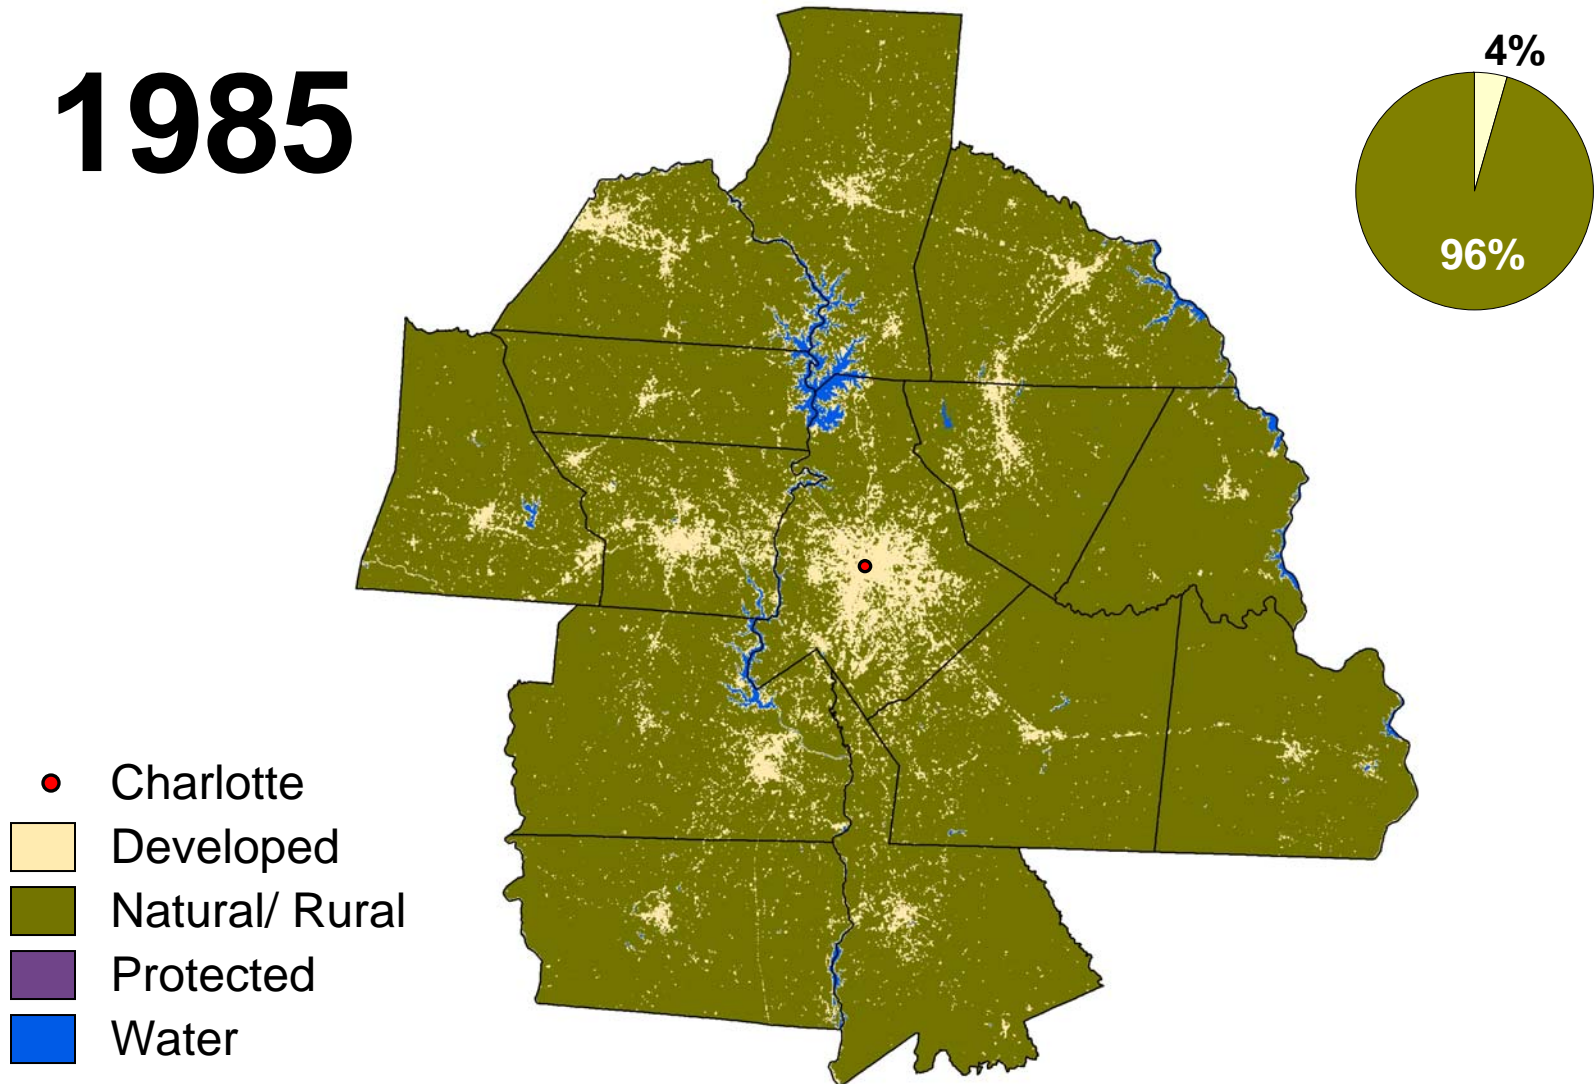 1985
4%
96%
Charlotte
Developed
Natural/ Rural
Protected
Water